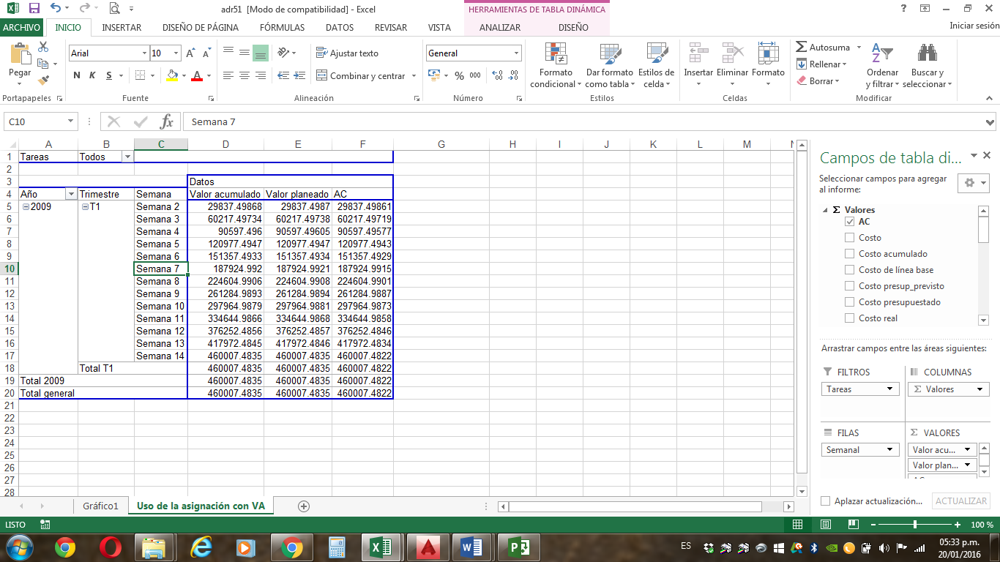 adr51 [Modo de compatibilidad] - Excel
HERRAMIENTAS DE TABLA DINÁMICA
?
ARCHIVO INICIO INSERTAR DISEÑO DE PÁGINA FÓRMULAS DATOS REVISAR VISTA ANALIZAR DISEÑO Iniciar sesión
Pegar
Portapapeles
Arial 10
N K S
Fuente
Ajustar texto
Combinar y centrar
Alineación
General
% 000
Número
Formato condicional
Dar formato como tabla
Estilos de celda
Estilos
Insertar Eliminar Formato
Celdas
Autosuma
Rellenar
Borrar
Ordenar y filtrar
Buscar y seleccionar
Modificar
C10 fx Semana 7
A B C D E F G H I J K L M N
1 Tareas Todos
2
3 Datos
4 Año Trimestre Semana Valor acumulado Valor planeado AC
5 2009 T1 Semana 2 29837.49868 29837.4987 29837.49861
6 Semana 3 60217.49734 60217.49738 60217.49719
7 Semana 4 90597.496 90597.49605 90597.49577
8 Semana 5 120977.4947 120977.4947 120977.4943
9 Semana 6 151357.4933 151357.4934 151357.4929
10 Semana 7 187924.992 187924.9921 187924.9915
11 Semana 8 224604.9906 224604.9908 224604.9901
12 Semana 9 261284.9893 261284.9894 261284.9887
13 Semana 10 297964.9879 297964.9881 297964.9873
14 Semana 11 334644.9866 334644.9868 334644.9858
15 Semana 12 376252.4856 376252.4857 376252.4846
16 Semana 13 417972.4845 417972.4846 417972.4834
17 Semana 14 460007.4835 460007.4835 460007.4822
18 Total T1 460007.4835 460007.4835 460007.4822
19 Total 2009 460007.4835 460007.4835 460007.4822
20 Total general 460007.4835 460007.4835 460007.4822
21
22
23
24
25
26
27
28
Campos de tabla di...
Seleccionar campos para agregar
al informe:
Σ Valores
AC
Costo
Costo acumulado
Costo de línea base
Costo presup_previsto
Costo presupuestado
Costo real
Arrastrar campos entre las áreas siguientes:
FILTROS COLUMNAS
Tareas Σ Valores
FILAS Σ VALORES
Semanal Valor acu...
Valor plan...
Aplazar actualización... ACTUALIZAR
Gráfico1 Uso de la asignación con VA
LISTO 100 %
ES 05:33 p.m.
20/01/2016